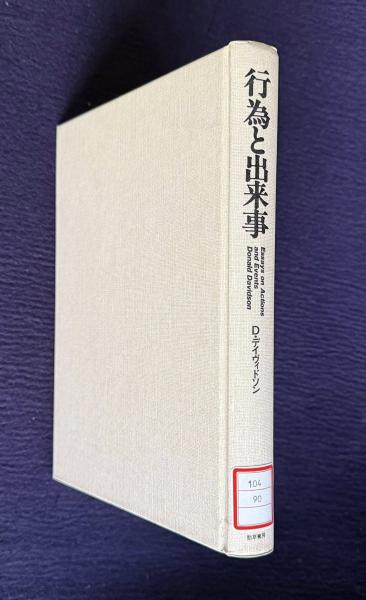 行為と出来事
Essays on Actions
and Events
Donald Davidson
D・デイヴィドソン
104
90
勁草書房